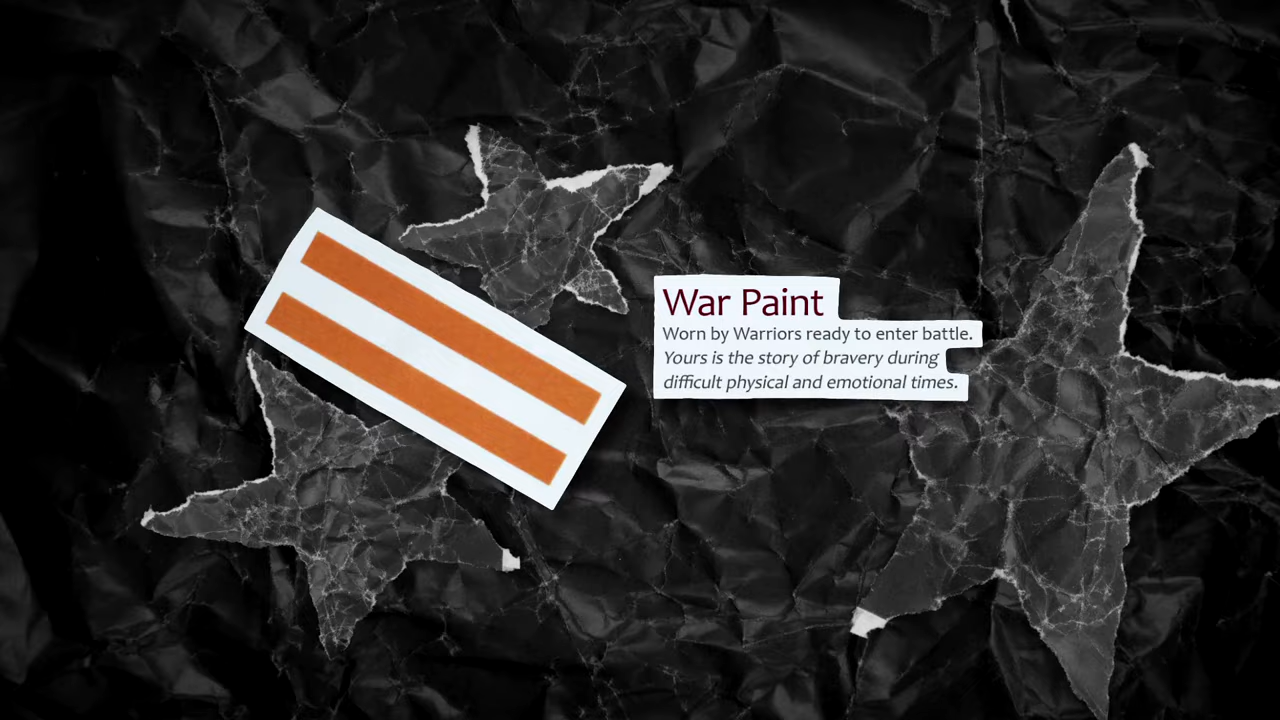 War Paint
Worn by Warriors ready to enter battle.
Yours is the story of bravery during
difficult physical and emotional times.